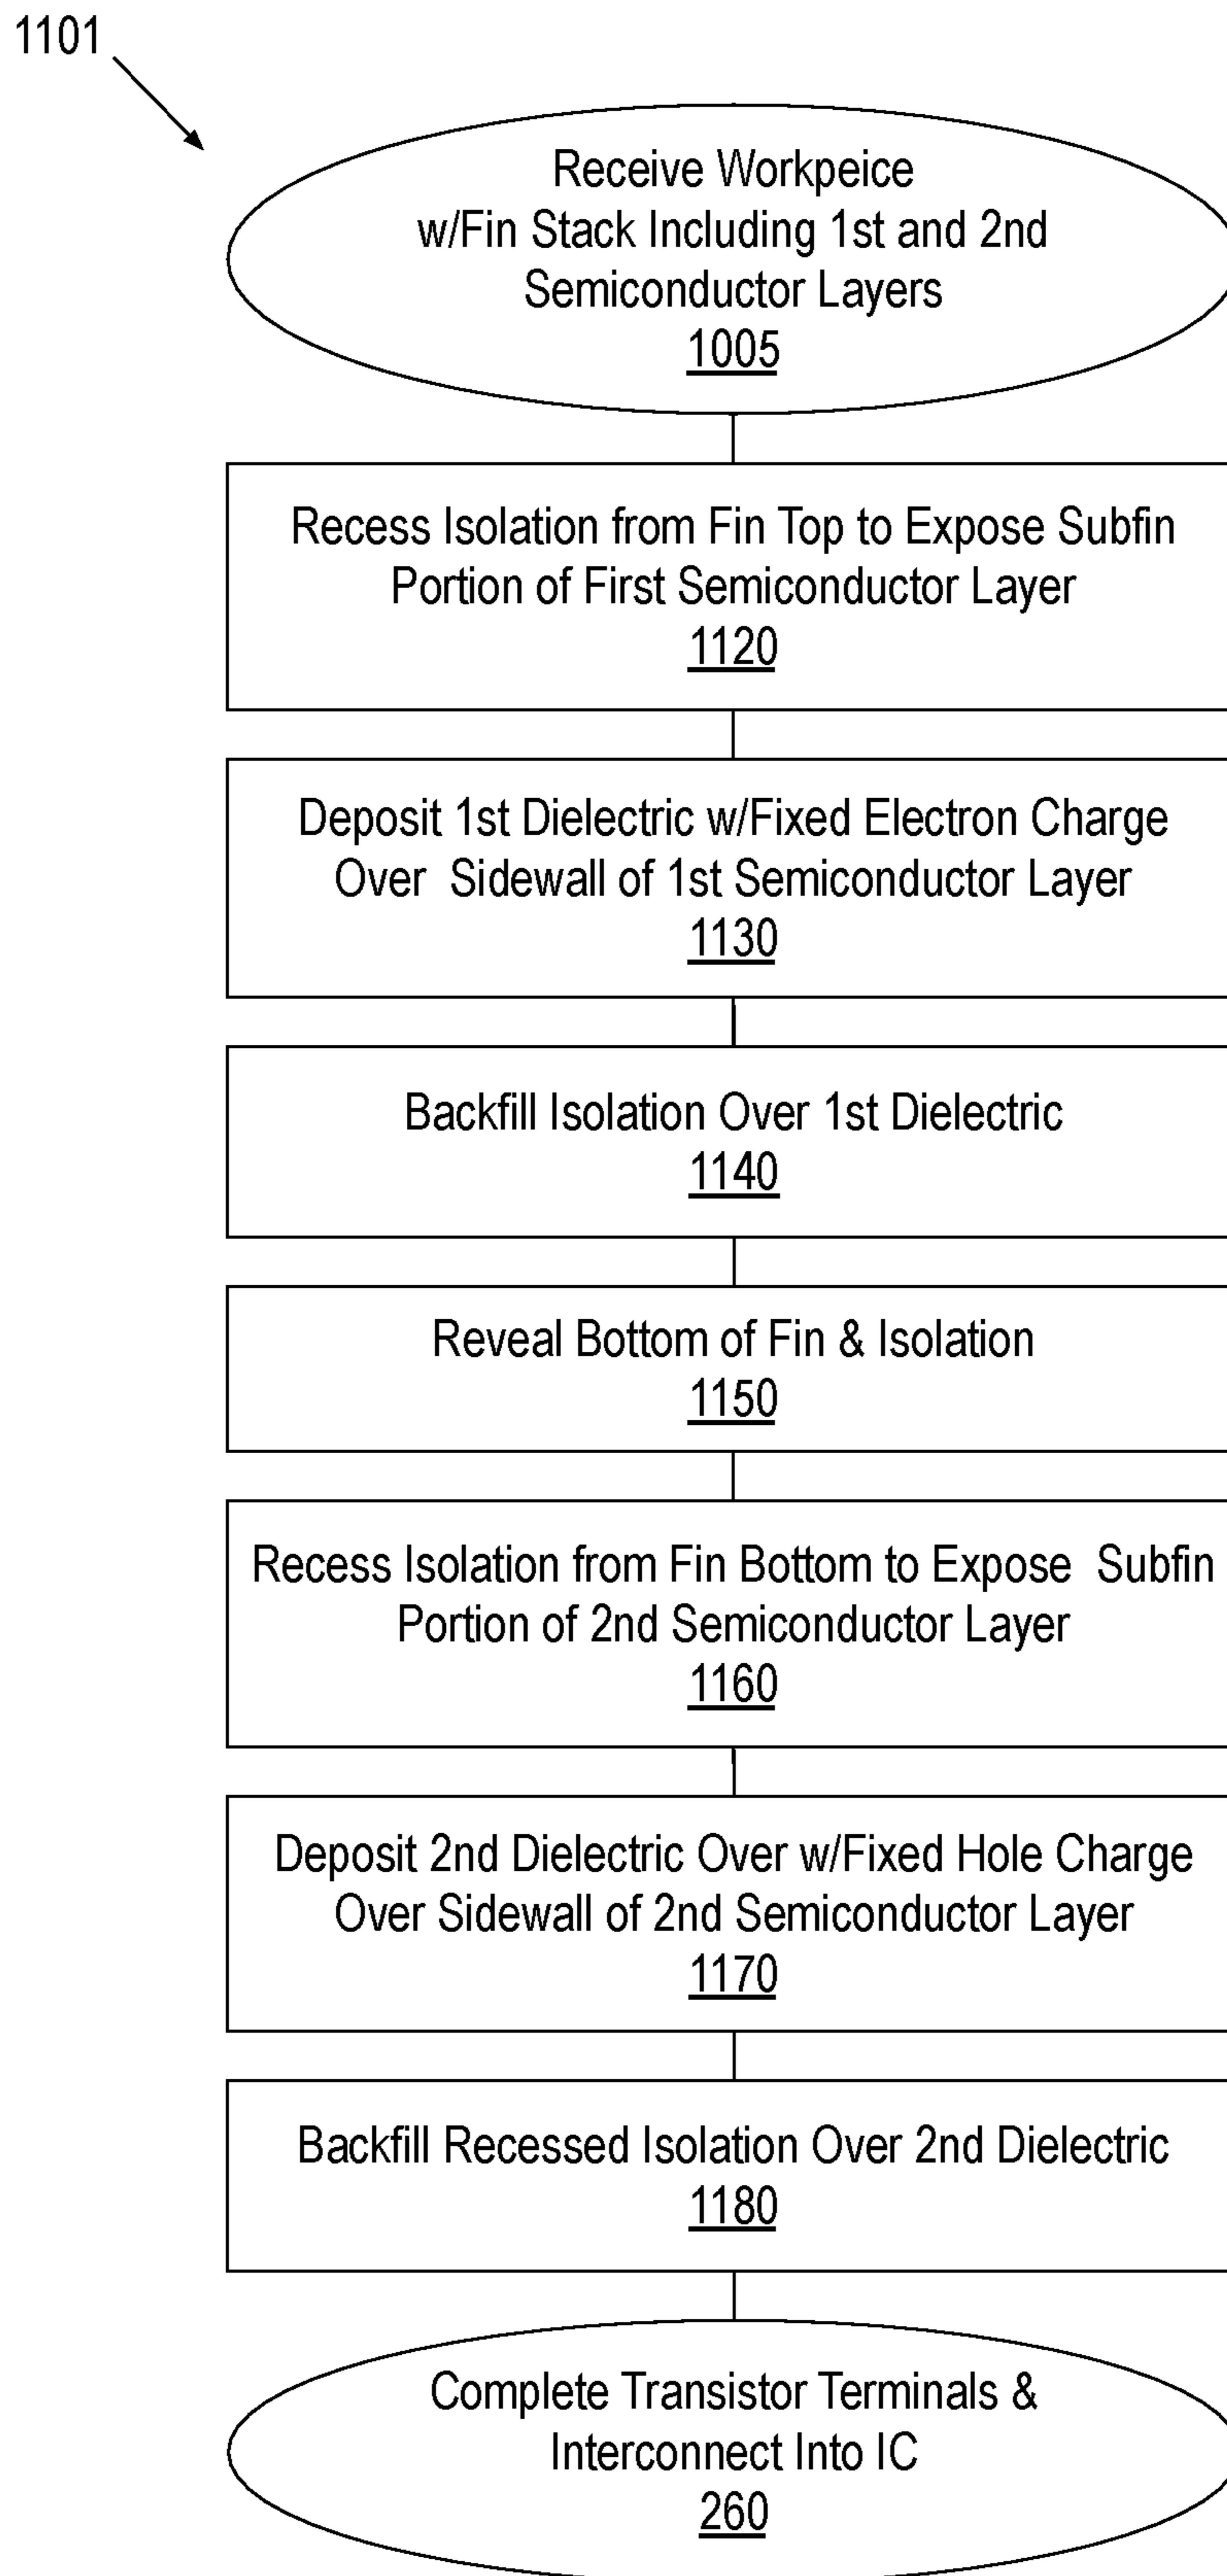 1101
Receive Workpeice
w/Fin Stack Including 1st and 2nd
Semiconductor Layers
1005
Recess Isolation from Fin Top to Expose Subfin
Portion of First Semiconductor Layer
1120
Deposit 1st Dielectric w/Fixed Electron Charge
Over Sidewall of 1st Semiconductor Layer
1130
Backfill Isolation Over 1st Dielectric
1140
Reveal Bottom of Fin & Isolation
1150
Recess Isolation from Fin Bottom to Expose Subfin
Portion of 2nd Semiconductor Layer
1160
Deposit 2nd Dielectric Over w/Fixed Hole Charge
Over Sidewall of 2nd Semiconductor Layer
1170
Backfill Recessed Isolation Over 2nd Dielectric
1180
Complete Transistor Terminals &
Interconnect Into IC
260